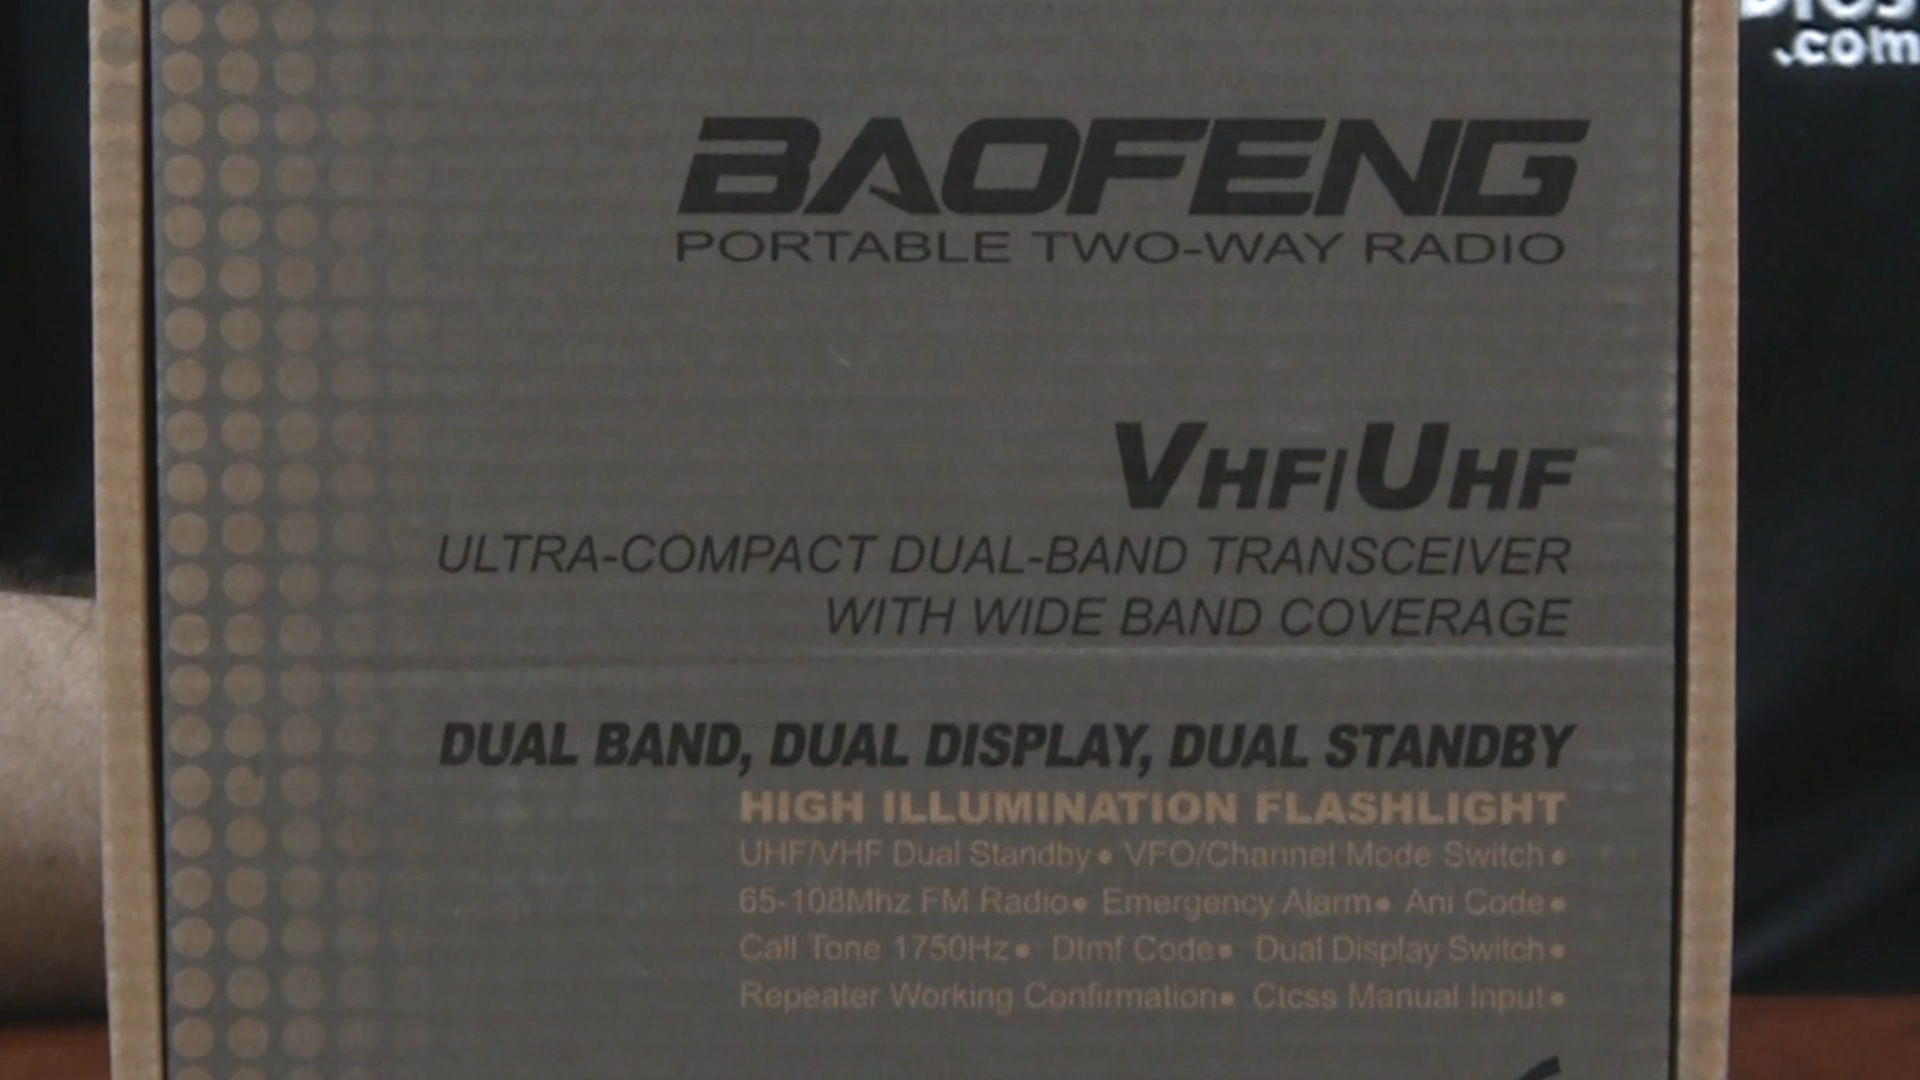 .com
BAOFENG
PORTABLE TWO-WAY RADIO
VHF/UHF
ULTRA-COMPACT DUAL-BAND TRANSCEIVER
WITH WIDE BAND COVERAGE
DUAL BAND, DUAL DISPLAY, DUAL STANDBY
HIGH ILLUMINATION FLASHLIGHT
UHF/VHF Dual Standby• VFO/Channel Mode Switch•
65-108Mhz FM Radio• Emergency Alarm• Ani Code•
Call Tone 1750Hz• Dtmf Code• Dual Display Switch•
Repeater Working Confirmation• Ctcss Manual Input•